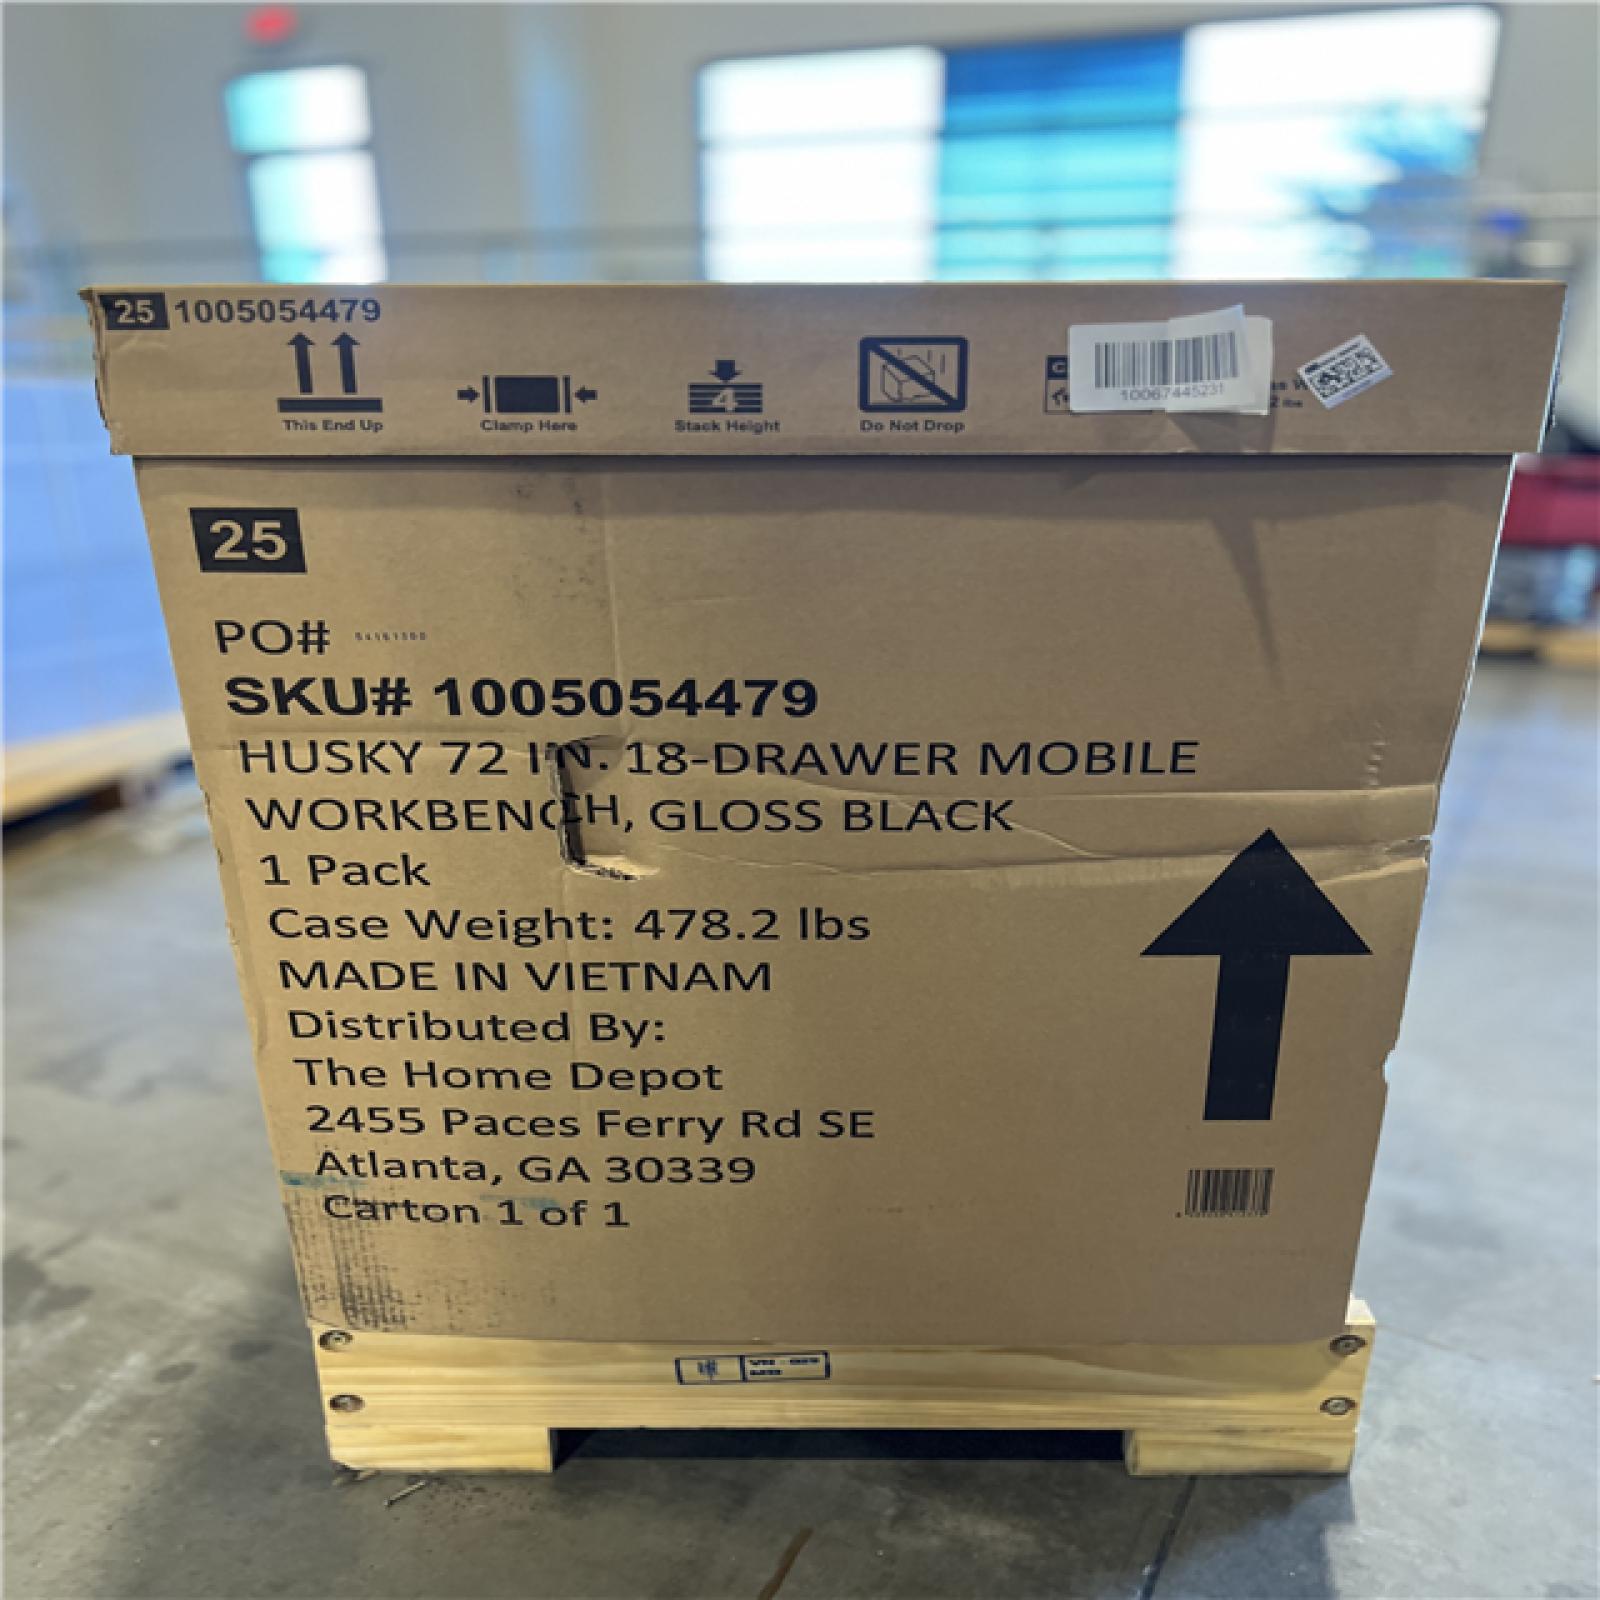 25 1005054479
This End Up
Clamp Here
4
Stack Height
Do Not Drop
10067445231
25
PO#
SKU# 1005054479
HUSKY 72 IN. 18-DRAWER MOBILE
WORKBENCH, GLOSS BLACK
1 Pack
Case Weight: 478.2 lbs
MADE IN VIETNAM
Distributed By:
The Home Depot
2455 Paces Ferry Rd SE
Atlanta, GA 30339
Carton 1 of 1